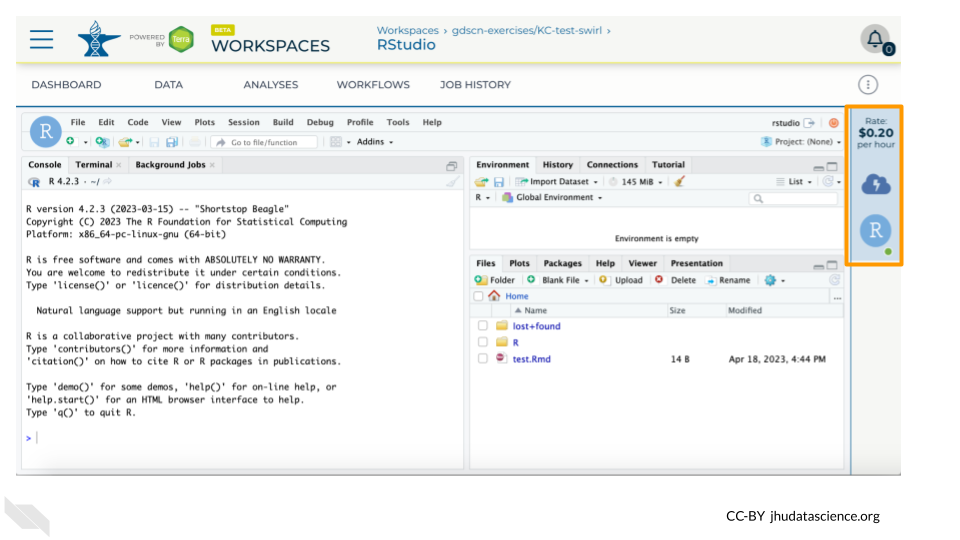 POWERED BY Terra
BETA
WORKSPACES
Workspaces › gdscn-exercises/KC-test-swirl ›
RStudio
0
DASHBOARD DATA ANALYSES WORKFLOWS JOB HISTORY
Rate:
$0.20
per hour
R
R
File Edit Code View Plots Session Build Debug Profile Tools Help
rstudio
Go to file/function
Addins
Project: (None)
Console Terminal × Background Jobs ×
R 4.2.3 · ~/
R version 4.2.3 (2023-03-15) -- "Shortstop Beagle"
Copyright (C) 2023 The R Foundation for Statistical Computing
Platform: x86_64-pc-linux-gnu (64-bit)
R is free software and comes with ABSOLUTELY NO WARRANTY.
You are welcome to redistribute it under certain conditions.
Type 'license()' or 'licence()' for distribution details.
Natural language support but running in an English locale
R is a collaborative project with many contributors.
Type 'contributors()' for more information and
'citation()' on how to cite R or R packages in publications.
Type 'demo()' for some demos, 'help()' for on-line help, or
'help.start()' for an HTML browser interface to help.
Type 'q()' to quit R.
>
Environment History Connections Tutorial
Import Dataset 145 MiB List
R Global Environment
Environment is empty
Files Plots Packages Help Viewer Presentation
Folder Blank File Upload Delete Rename
Home ...
Name Size Modified
lost+found
R
test.Rmd 14 B Apr 18, 2023, 4:44 PM
CC-BY jhudatascience.org